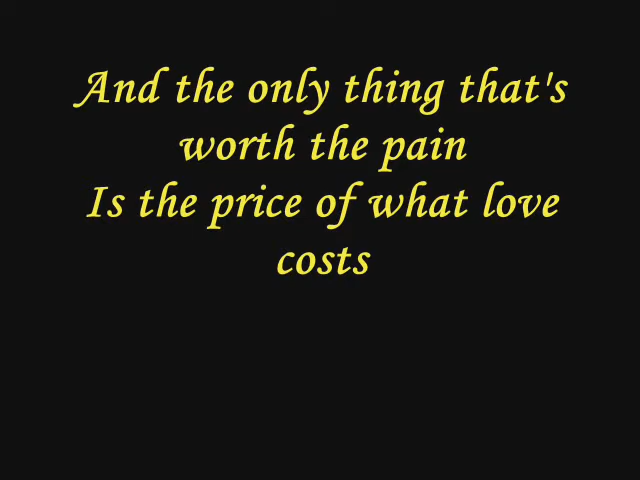 And the only thing that's
worth the pain
Is the price of what love
costs